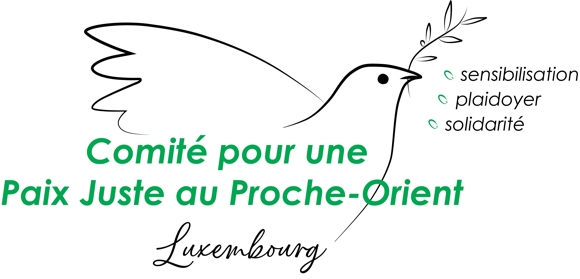 sensibilisation
plaidoyer
solidarité
Comité pour une
Paix Juste au Proche-Orient
Luxembourg